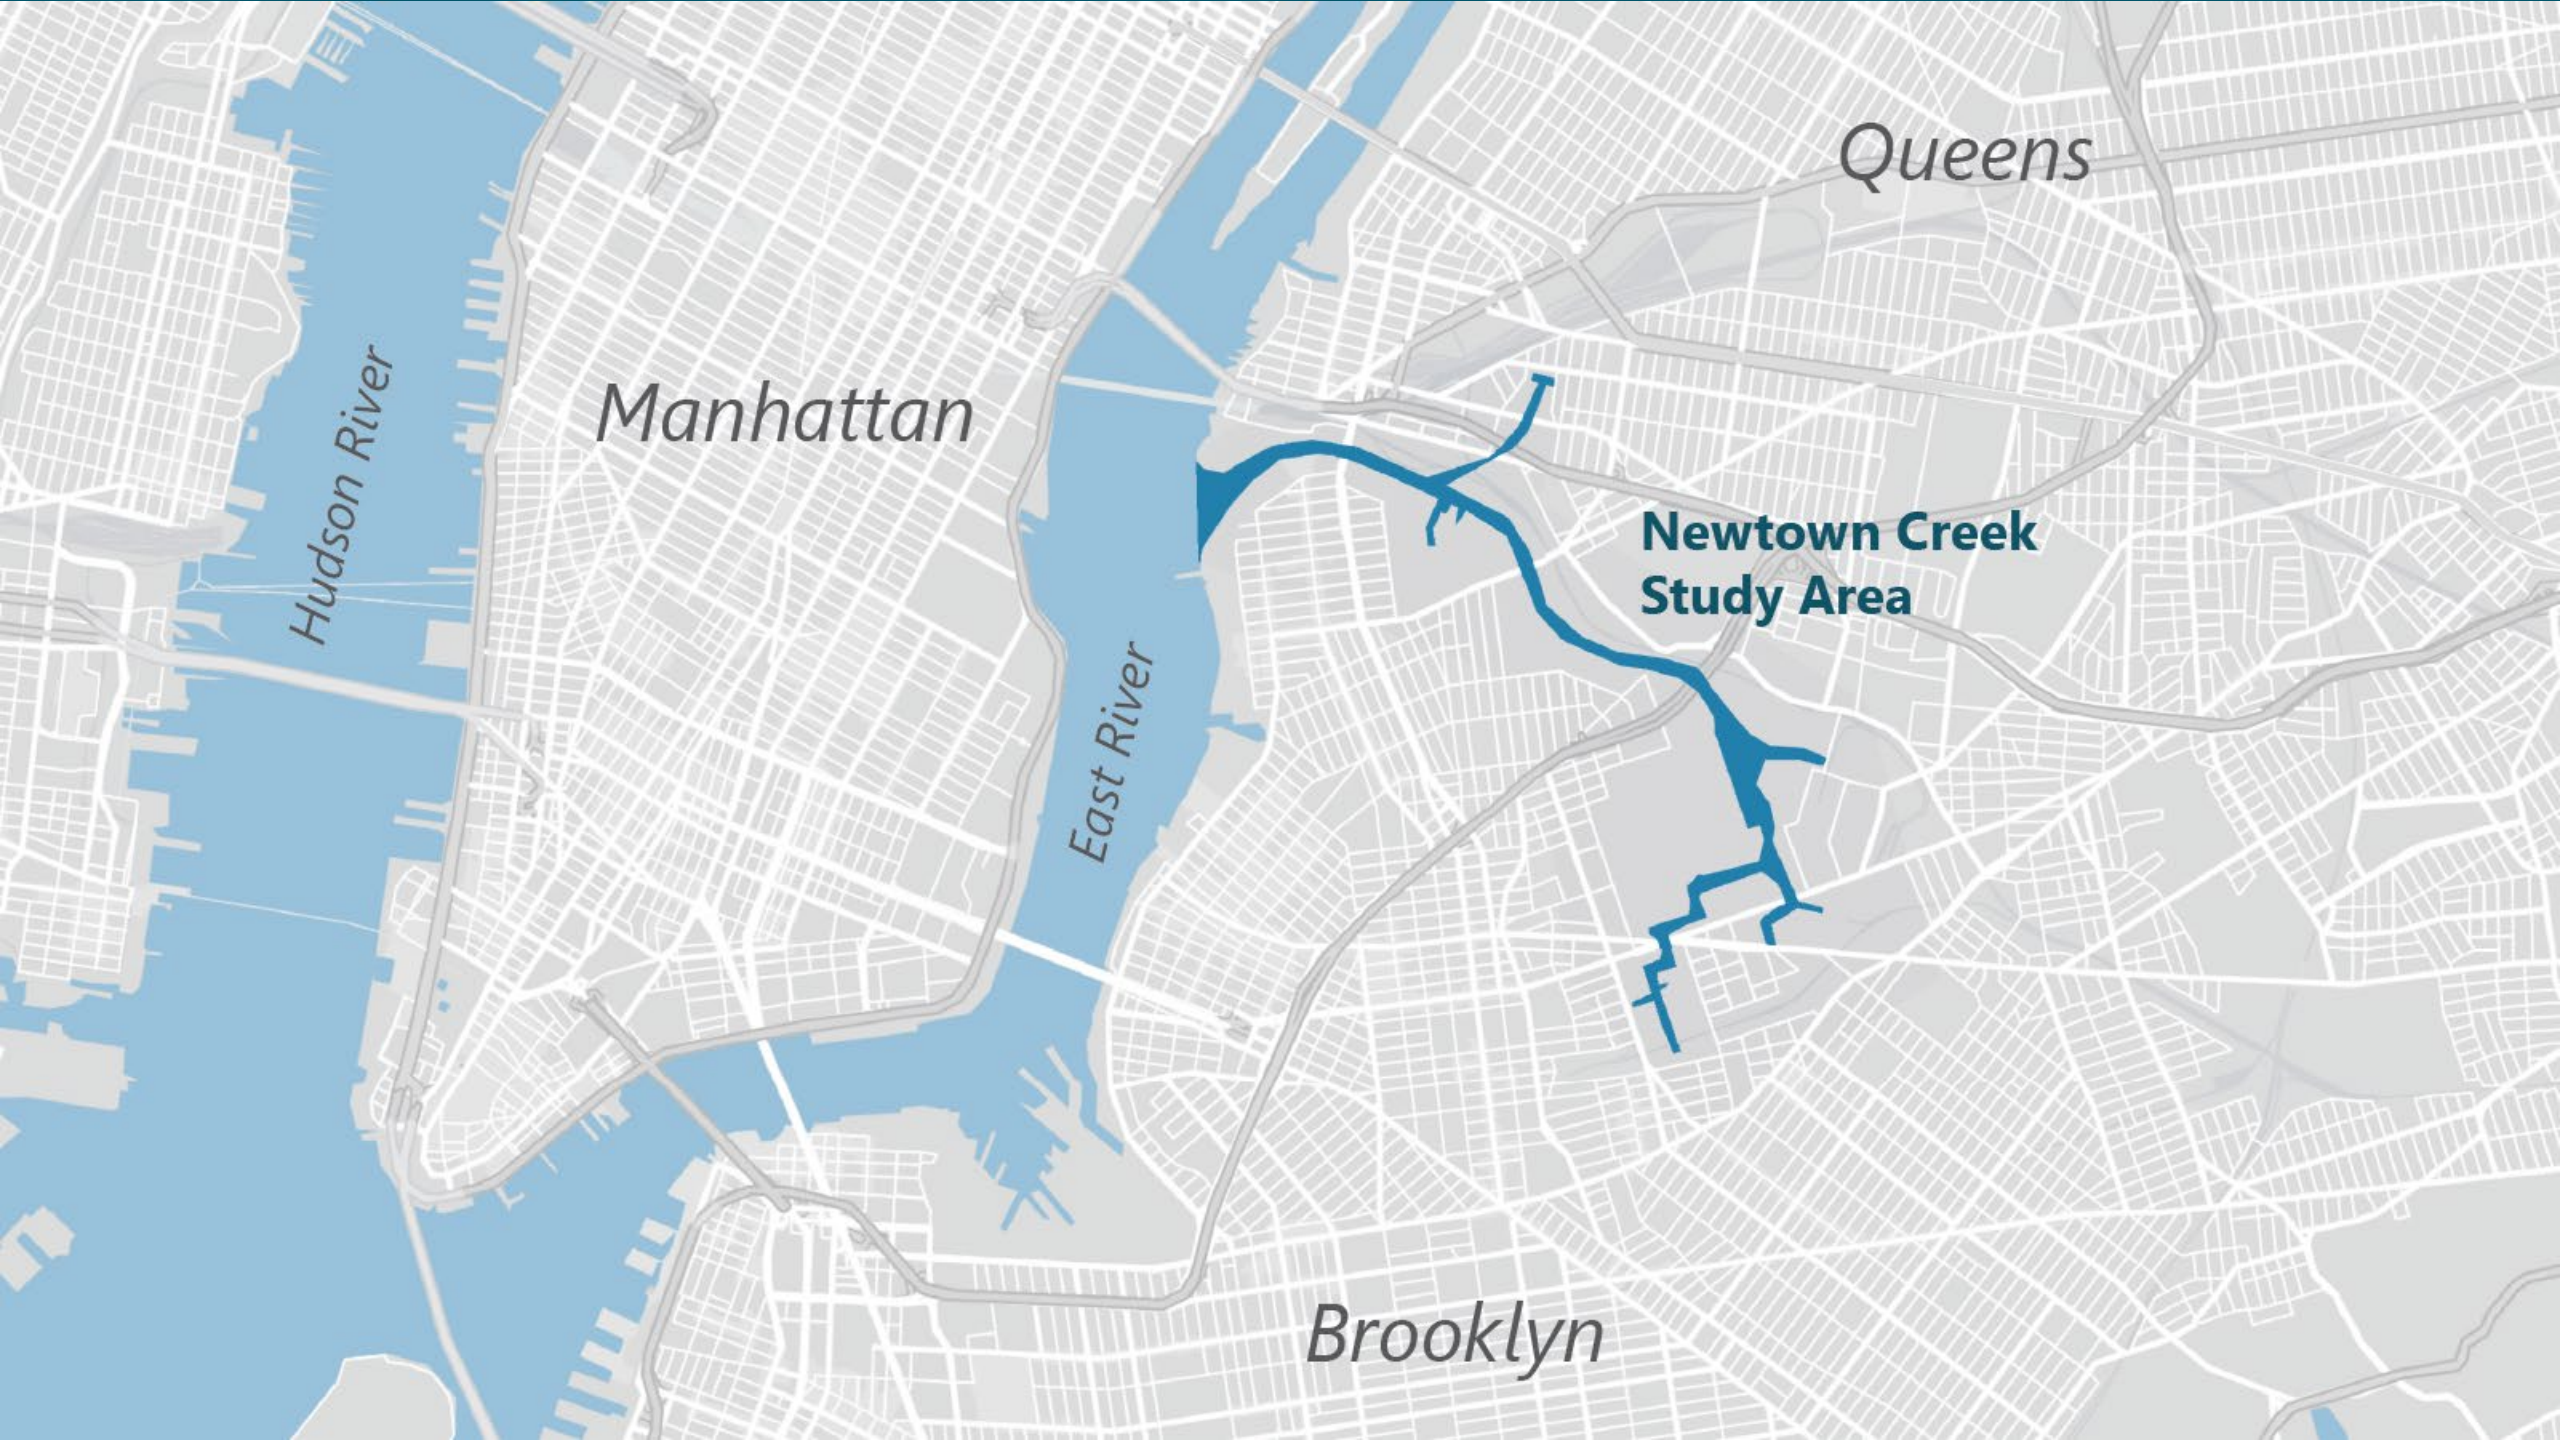 Queens
Manhattan
Hudson River
Newtown Creek
Study Area
East River
Brooklyn